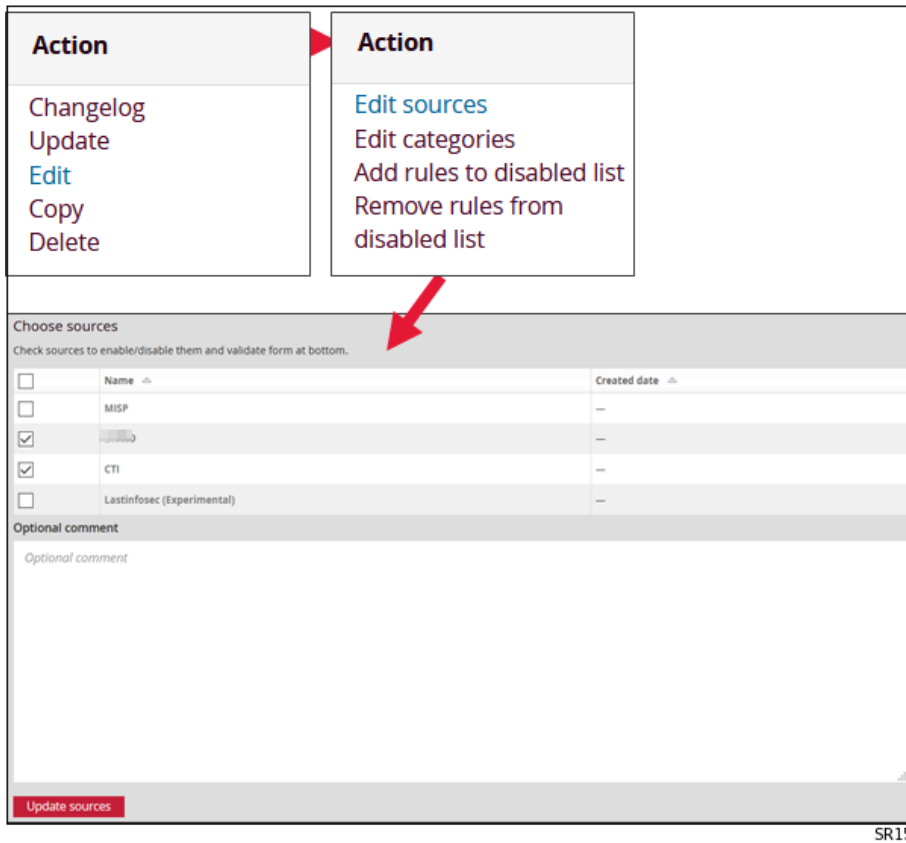 Action
Changelog
Update
Edit
Copy
Delete
Action
Edit sources
Edit categories
Add rules to disabled list
Remove rules from
disabled list
Choose sources
Check sources to enable/disable them and validate form at bottom.
Name Created date
MISP —
—
CTI —
Lastinfosec (Experimental) —
Optional comment
Optional comment
Update sources